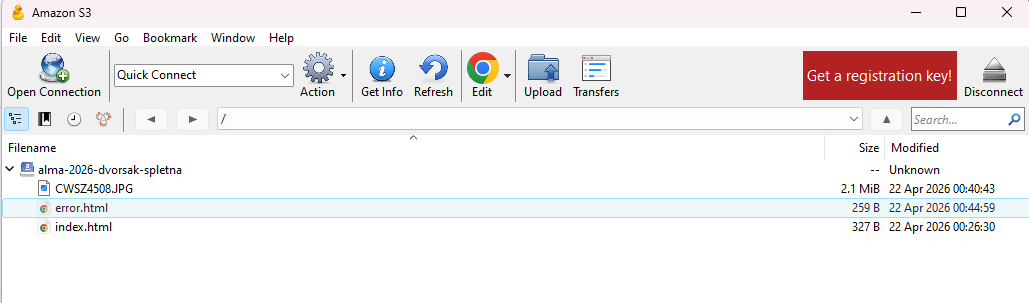 Amazon S3
File Edit View Go Bookmark Window Help
Open Connection Quick Connect Action Get Info Refresh Edit Upload Transfers Get a registration key! Disconnect
/ Search...
Filename Size Modified
alma-2026-dvorsak-spletna -- Unknown
CWSZ4508.JPG 2.1 MiB 22 Apr 2026 00:40:43
error.html 259 B 22 Apr 2026 00:44:59
index.html 327 B 22 Apr 2026 00:26:30